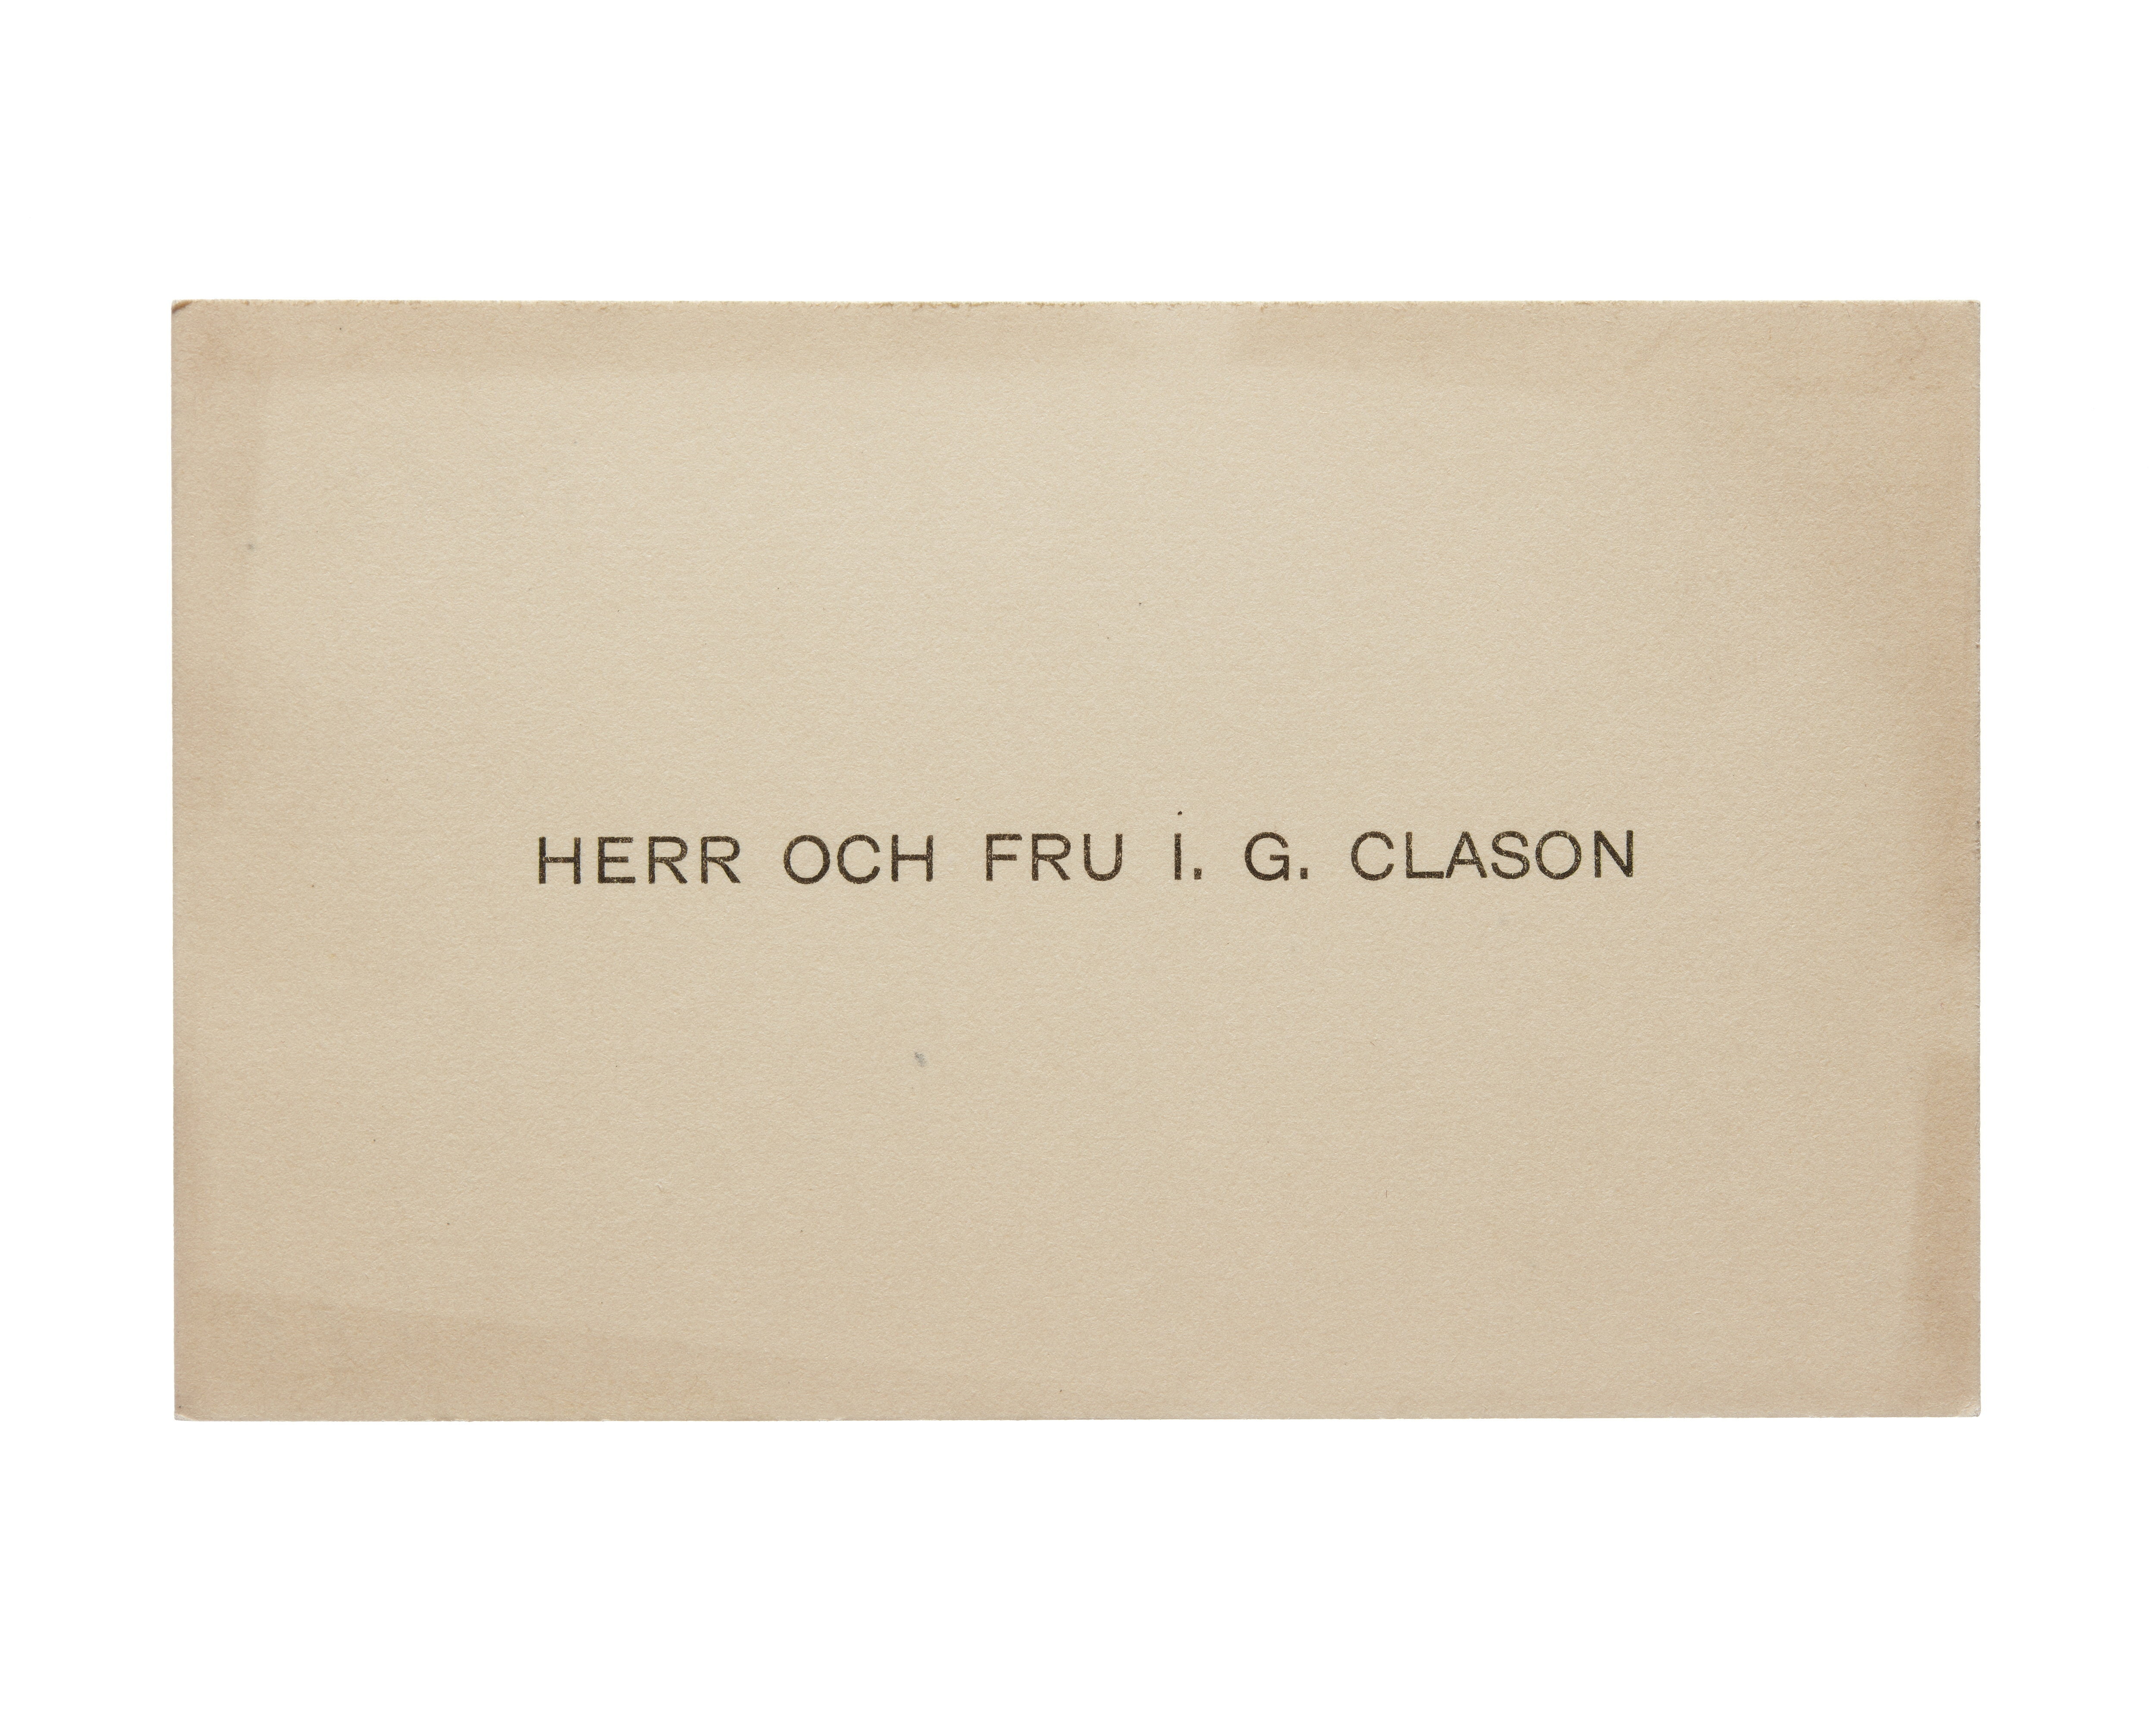 HERR OCH FRU I. G. CLASON